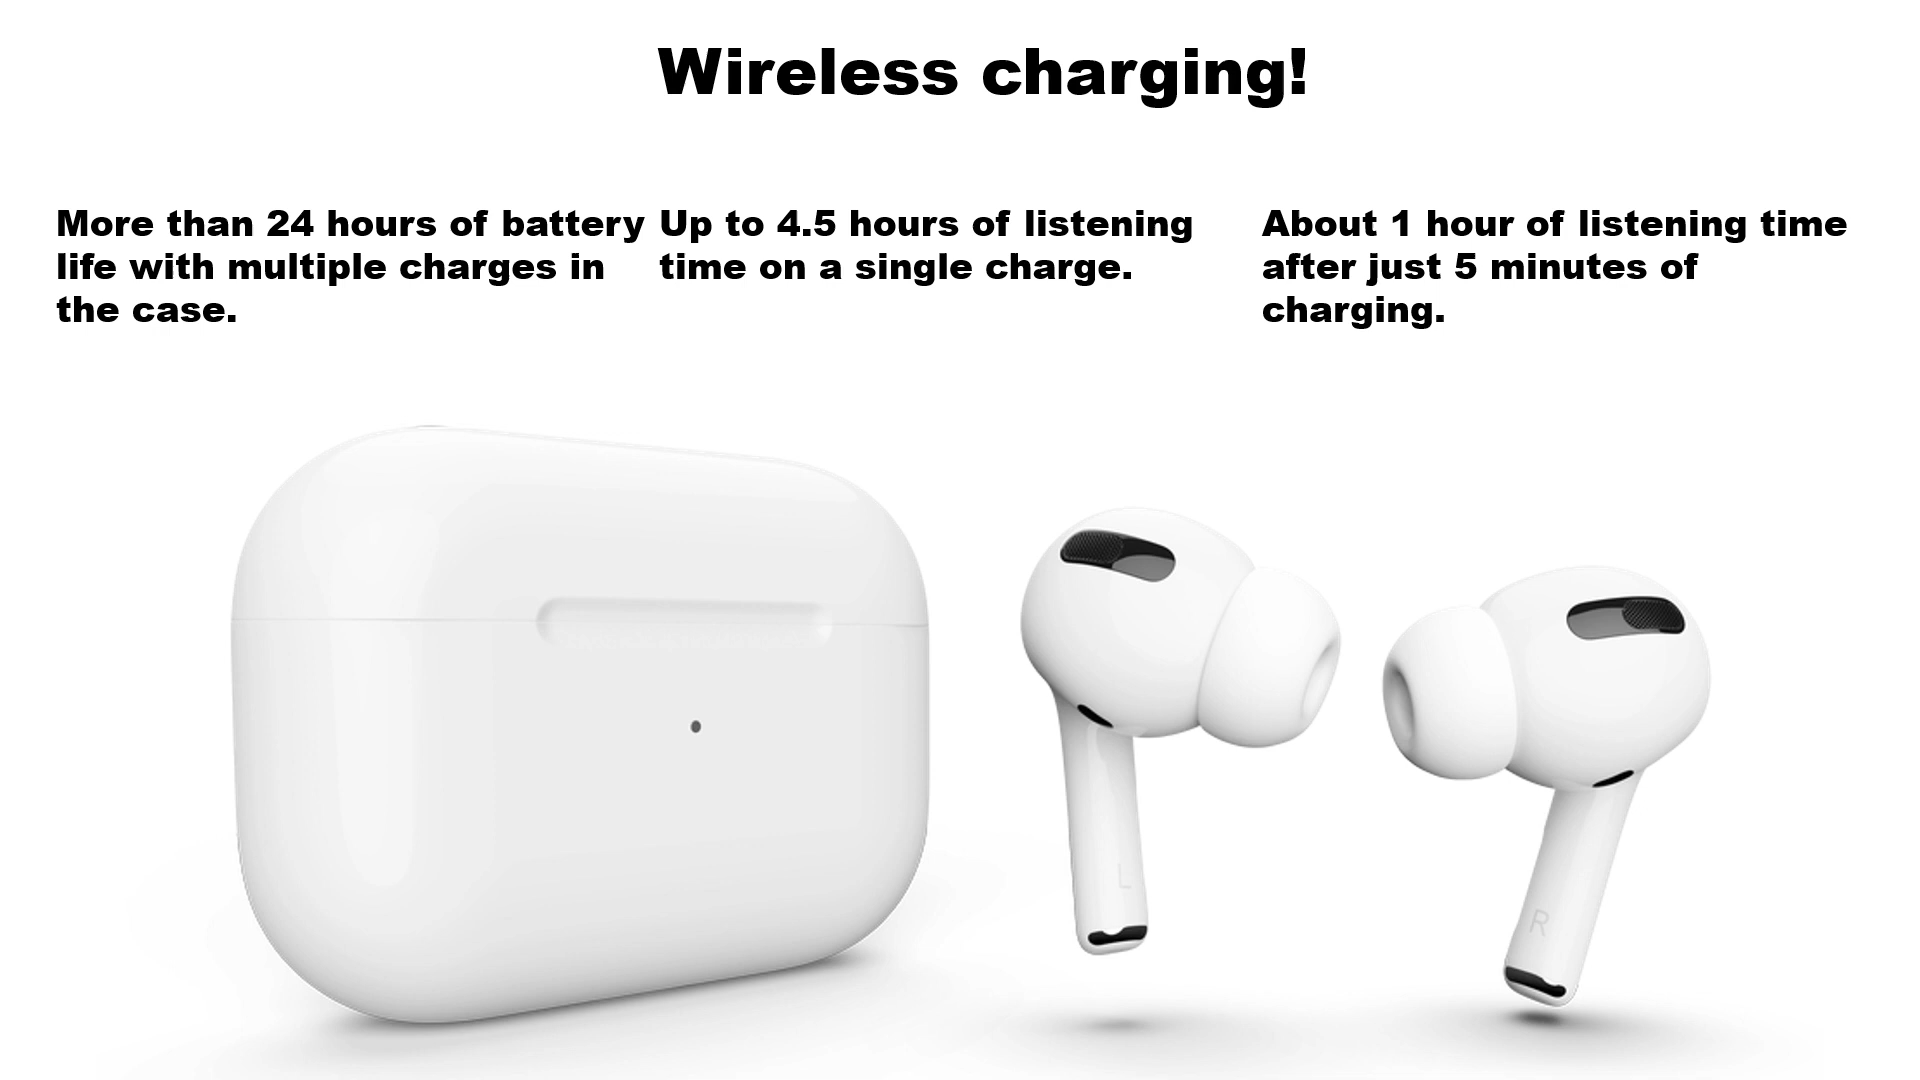 Wireless charging!
More than 24 hours of battery
life with multiple charges in
the case.
Up to 4.5 hours of listening
time on a single charge.
About 1 hour of listening time
after just 5 minutes of
charging.
L
R